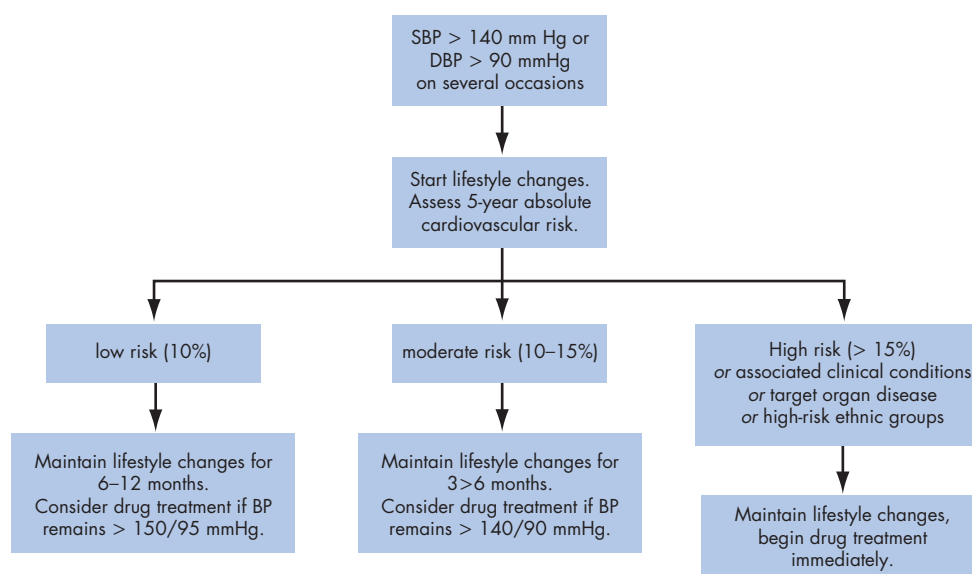 SBP > 140 mm Hg or
DBP > 90 mmHg
on several occasions
Start lifestyle changes.
Assess 5-year absolute
cardiovascular risk.
low risk (10%)
moderate risk (10–15%)
High risk (> 15%)
or associated clinical conditions
or target organ disease
or high-risk ethnic groups
Maintain lifestyle changes for
6–12 months.
Consider drug treatment if BP
remains > 150/95 mmHg.
Maintain lifestyle changes for
3>6 months.
Consider drug treatment if BP
remains > 140/90 mmHg.
Maintain lifestyle changes,
begin drug treatment
immediately.